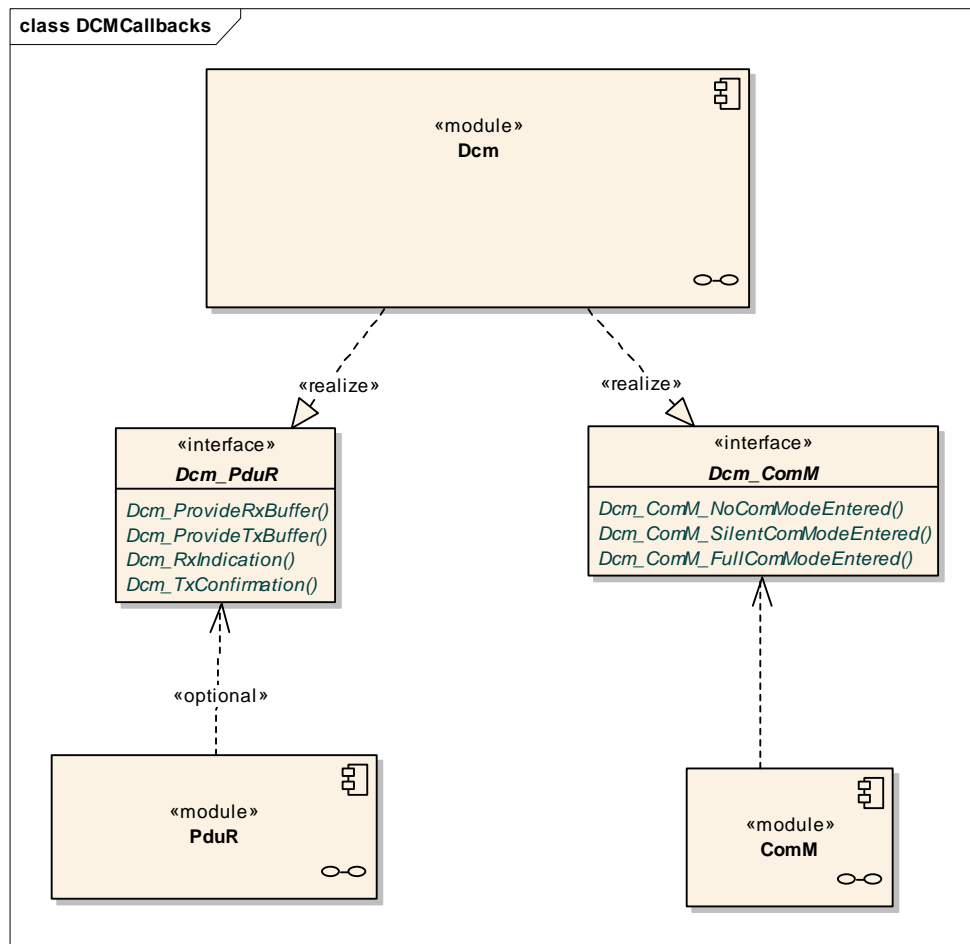 class DCMCallbacks
«module»
Dcm
«realize»
«realize»
«interface»
Dcm_PduR
Dcm_ProvideRxBuffer()
Dcm_ProvideTxBuffer()
Dcm_RxIndication()
Dcm_TxConfirmation()
«interface»
Dcm_ComM
Dcm_ComM_NoComModeEntered()
Dcm_ComM_SilentComModeEntered()
Dcm_ComM_FullComModeEntered()
«optional»
«module»
PduR
«module»
ComM